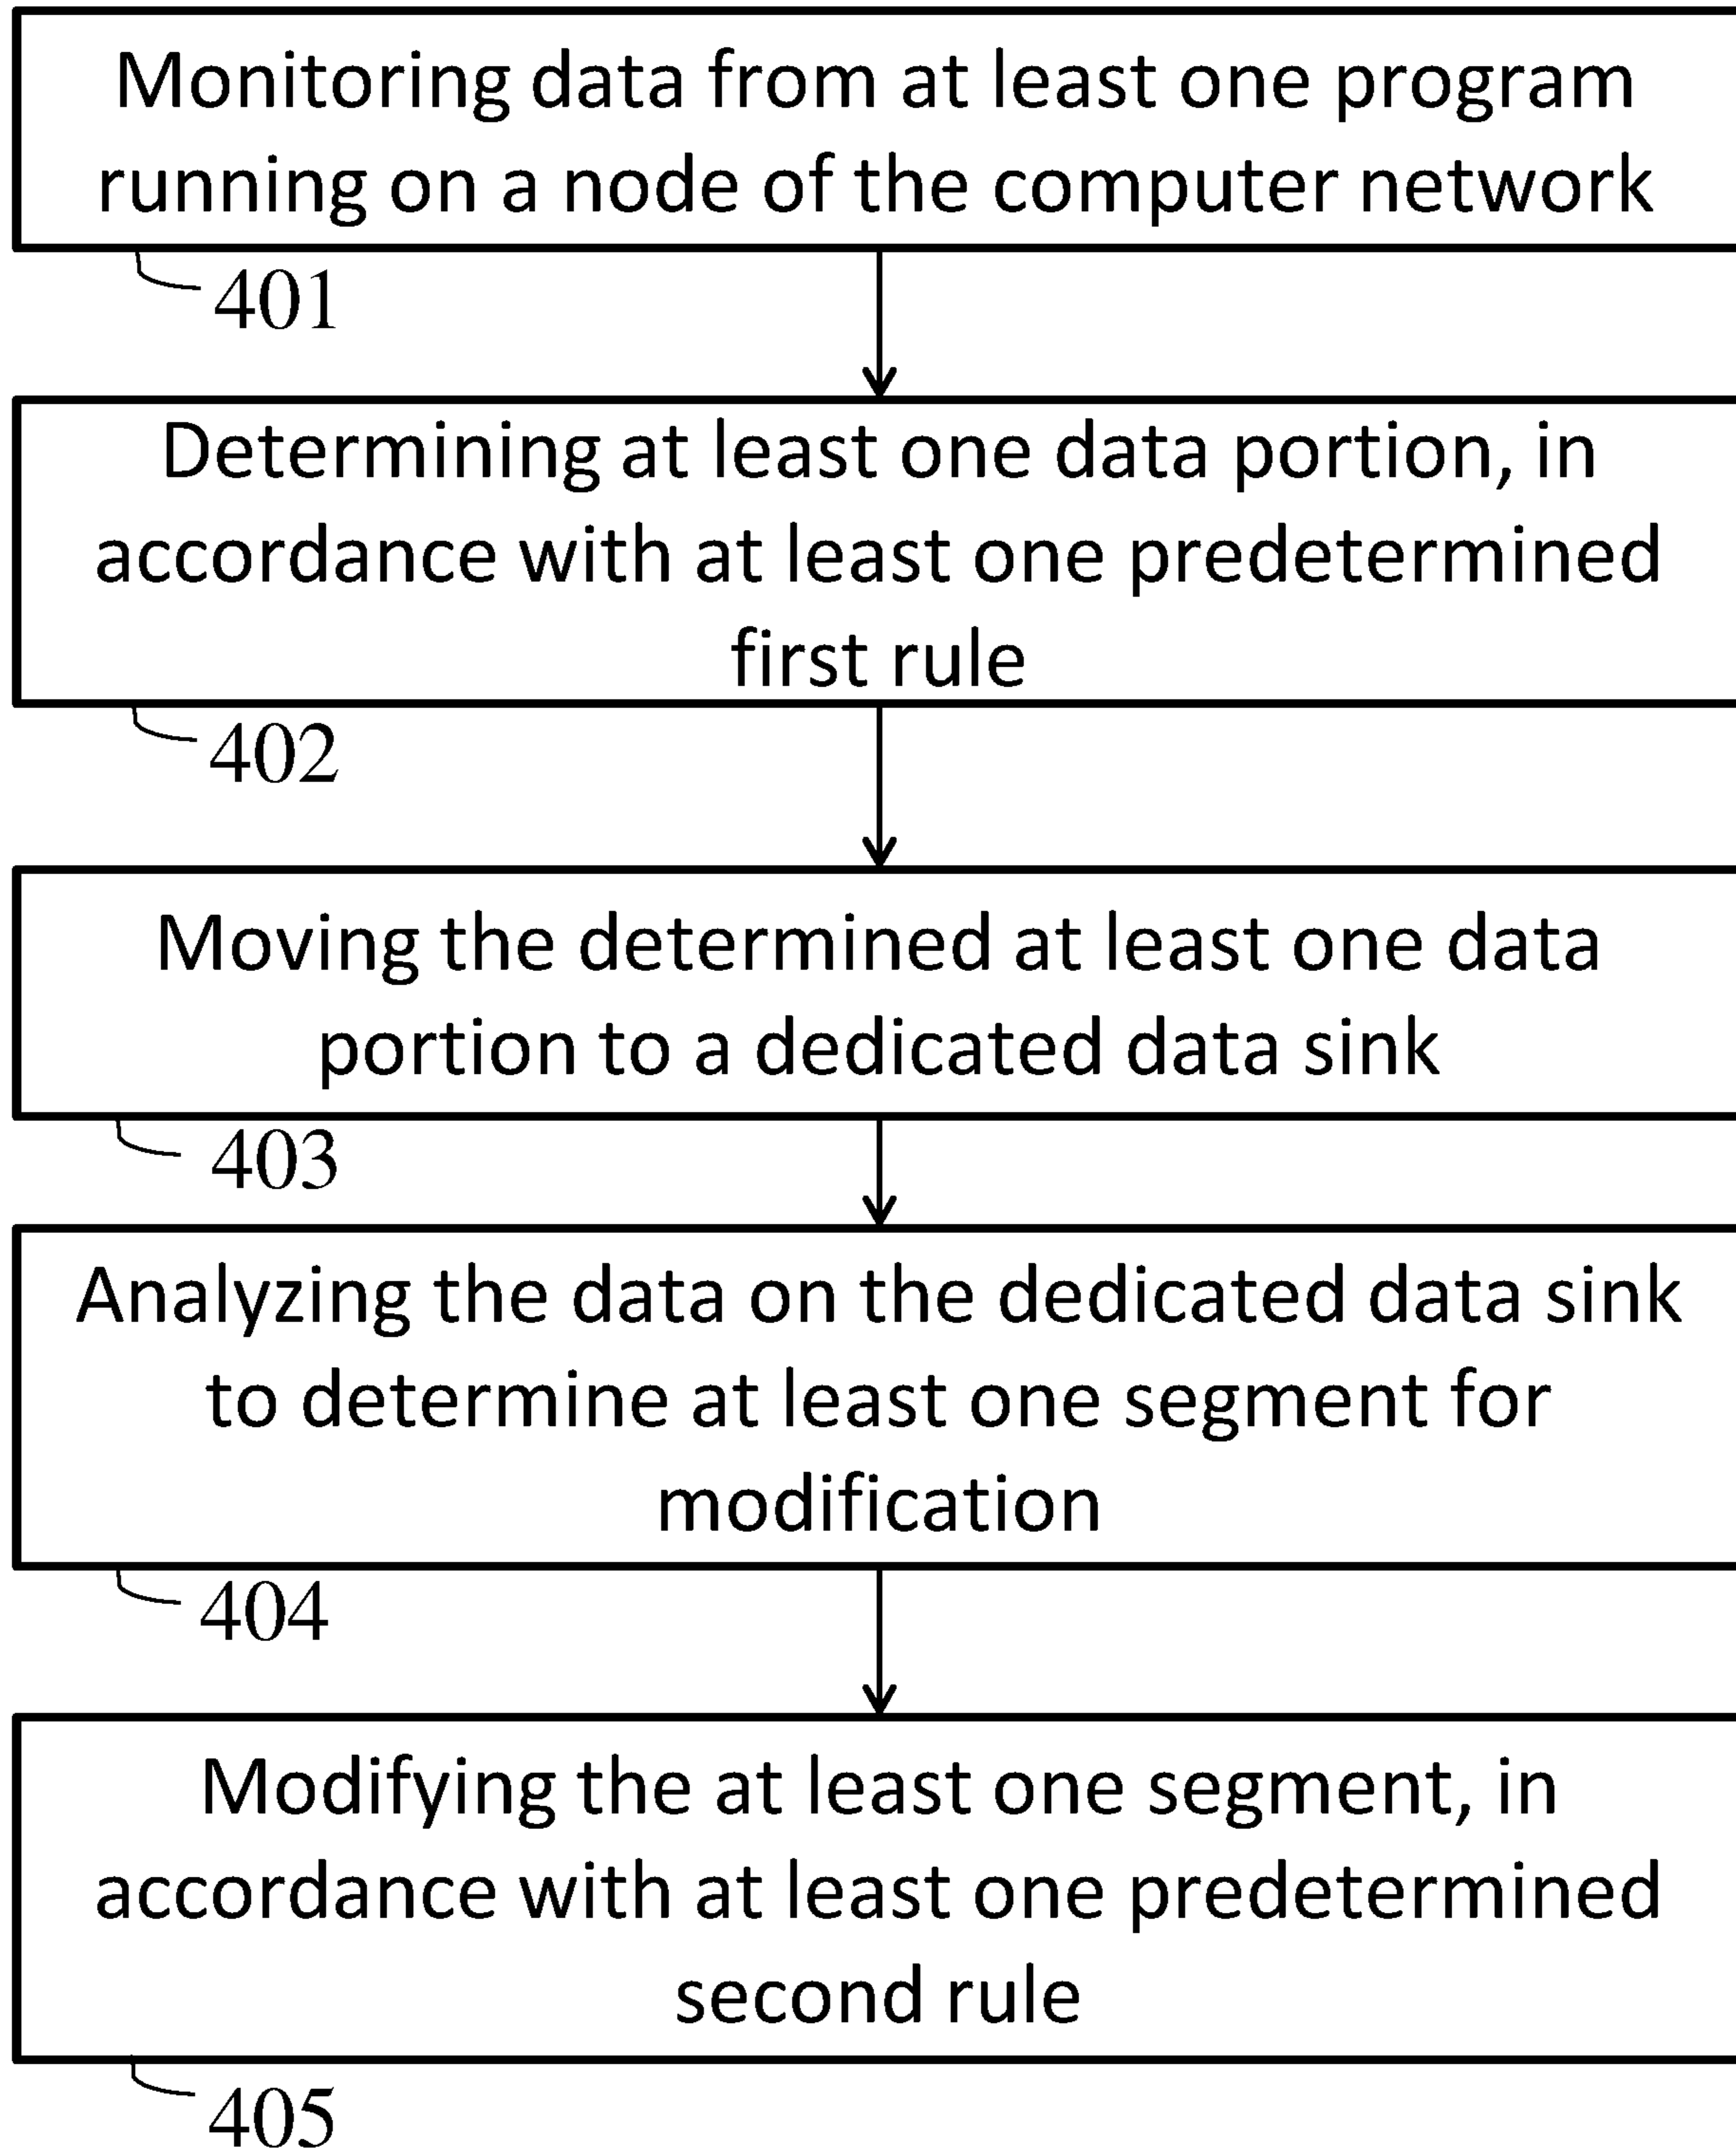 Monitoring data from at least one program
running on a node of the computer network
401
Determining at least one data portion, in
accordance with at least one predetermined
first rule
402
Moving the determined at least one data
portion to a dedicated data sink
403
Analyzing the data on the dedicated data sink
to determine at least one segment for
modification
404
Modifying the at least one segment, in
accordance with at least one predetermined
second rule
405